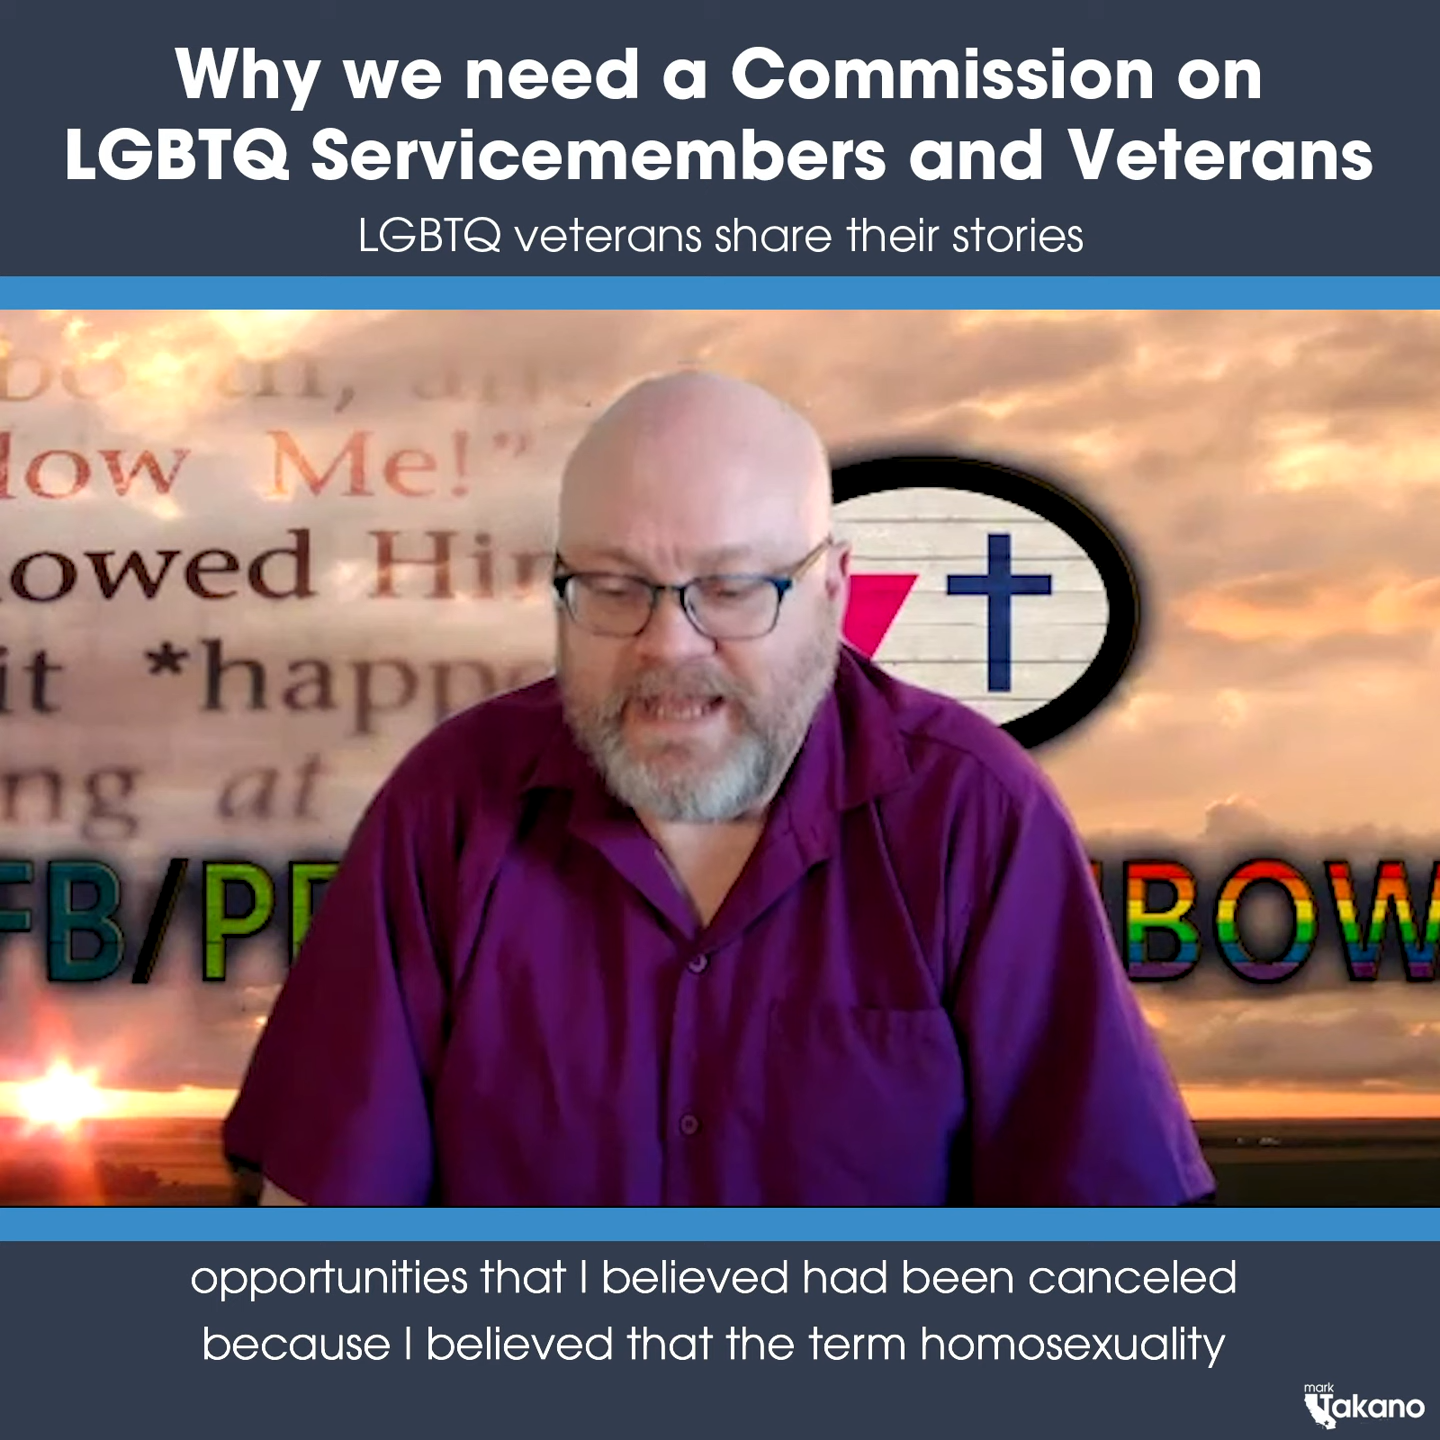 Why we need a Commission on
LGBTQ Servicemembers and Veterans
LGBTQ veterans share their stories
low Me!”
owed Hi
it *happ
ng at
FB/P
BOW
opportunities that I believed had been canceled
because I believed that the term homosexuality
mark
Takano